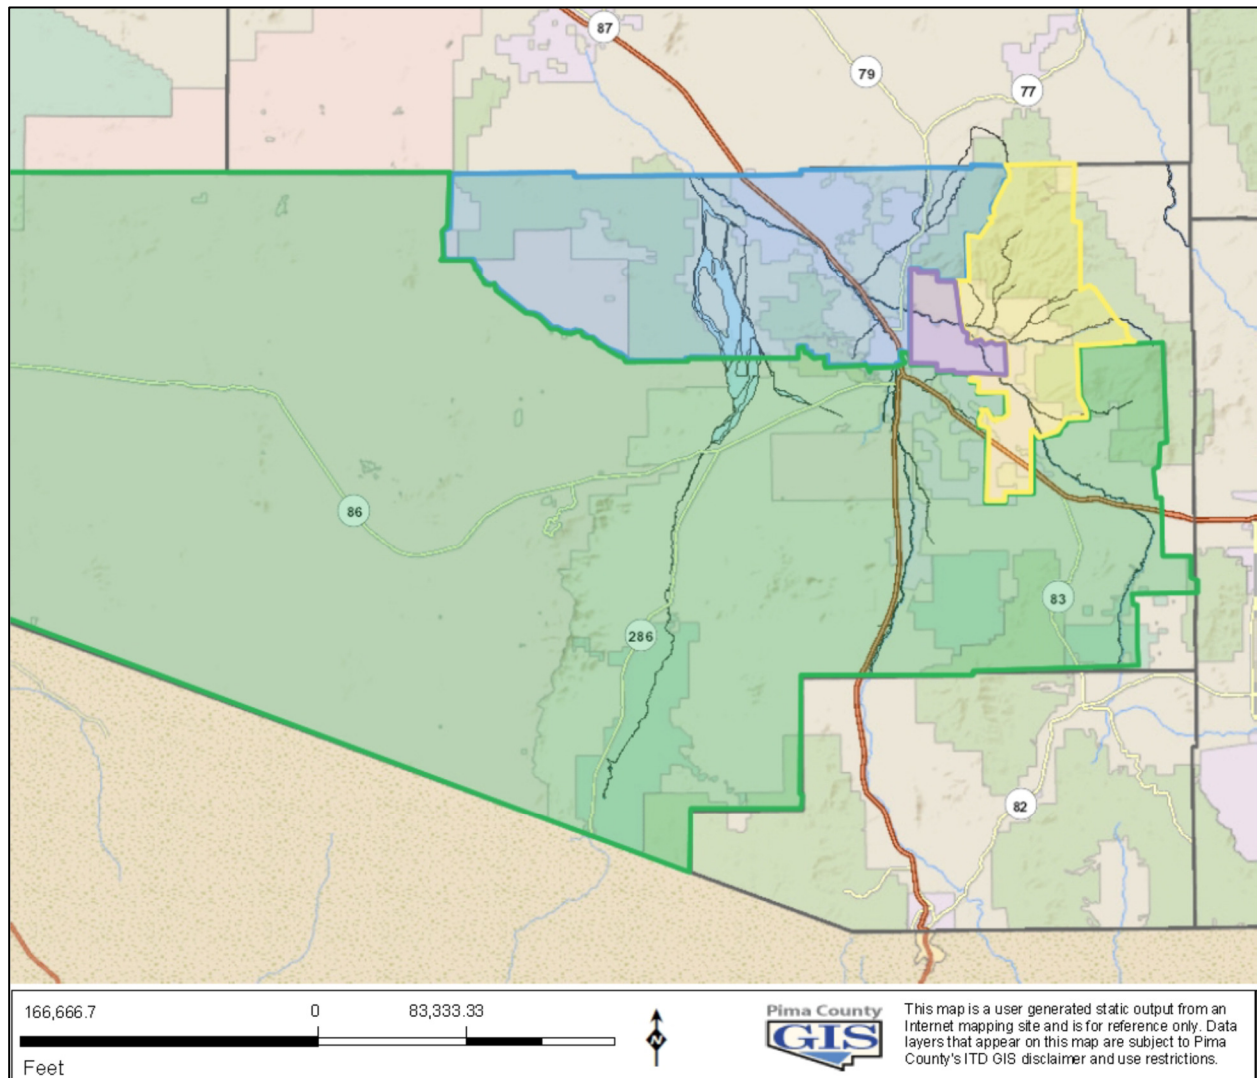 87
79
77
86
286
83
82
166,666.7 0 83,333.33
Feet
N
Pima County
GIS
This map is a user generated static output from an
Internet mapping site and is for reference only. Data
layers that appear on this map are subject to Pima
County's ITD GIS disclaimer and use restrictions.